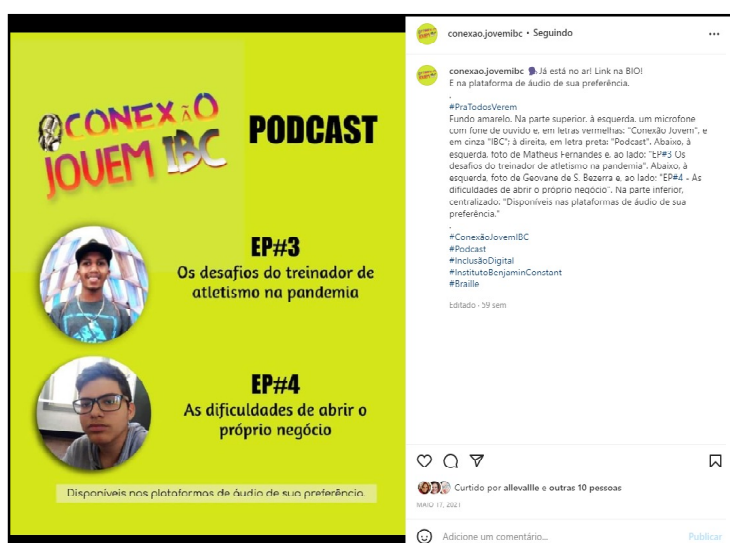 CONEXÃO
JOUEM IBC
PODCAST
EP#3
Os desafios do treinador de
atletismo na pandemia
EP#4
As dificuldades de abrir o
próprio negócio
Disponíveis nas plataformas de áudio de sua preferência.
conexao.jovemibc • Seguindo
conexao.jovemibc 🗣 Já está no ar! Link na BIO!
E na plataforma de áudio de sua preferência.
.
#PraTodosVerem
Fundo amarelo. Na parte superior, à esquerda, um microfone
com fone de ouvido e, em letras vermelhas: "Conexão Jovem", e
em cinza "IBC"; à direita, em letra preta: "Podcast". Abaixo, à
esquerda, foto de Matheus Fernandes e, ao lado: "EP#3 Os
desafios do treinador de atletismo na pandemia". Abaixo, à
esquerda, foto de Geovane de S. Bezerra e, ao lado: "EP#4 - As
dificuldades de abrir o próprio negócio". Na parte inferior,
centralizado: "Disponíveis nas plataformas de áudio de sua
preferência."
.
#ConexãoJovemIBC
#Podcast
#InclusãoDigital
#InstitutoBenjaminConstant
#Braille
Editado · 59 sem
Curtido por allevallle e outras 10 pessoas
MAIO 17, 2021
Adicione um comentário...
Publicar